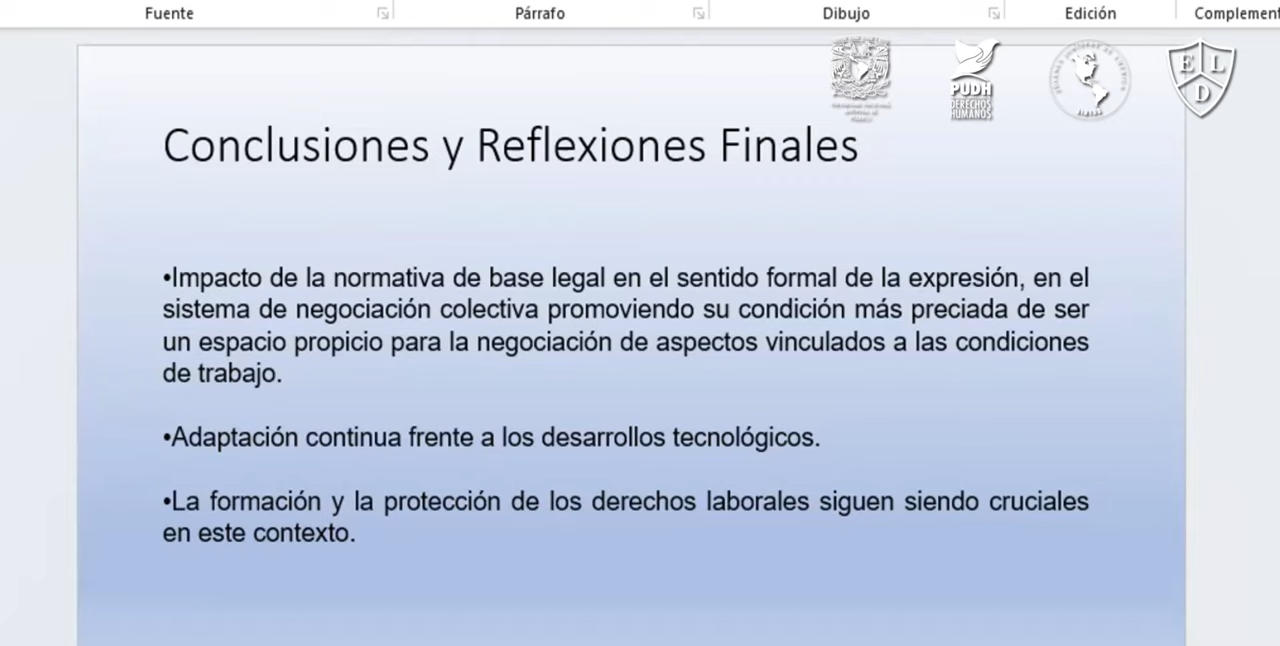 Fuente Párrafo Dibujo Edición Complement
PUDH
DERECHOS
HUMANOS
E L
D
Conclusiones y Reflexiones Finales
•Impacto de la normativa de base legal en el sentido formal de la expresión, en el
sistema de negociación colectiva promoviendo su condición más preciada de ser
un espacio propicio para la negociación de aspectos vinculados a las condiciones
de trabajo.
•Adaptación continua frente a los desarrollos tecnológicos.
•La formación y la protección de los derechos laborales siguen siendo cruciales
en este contexto.